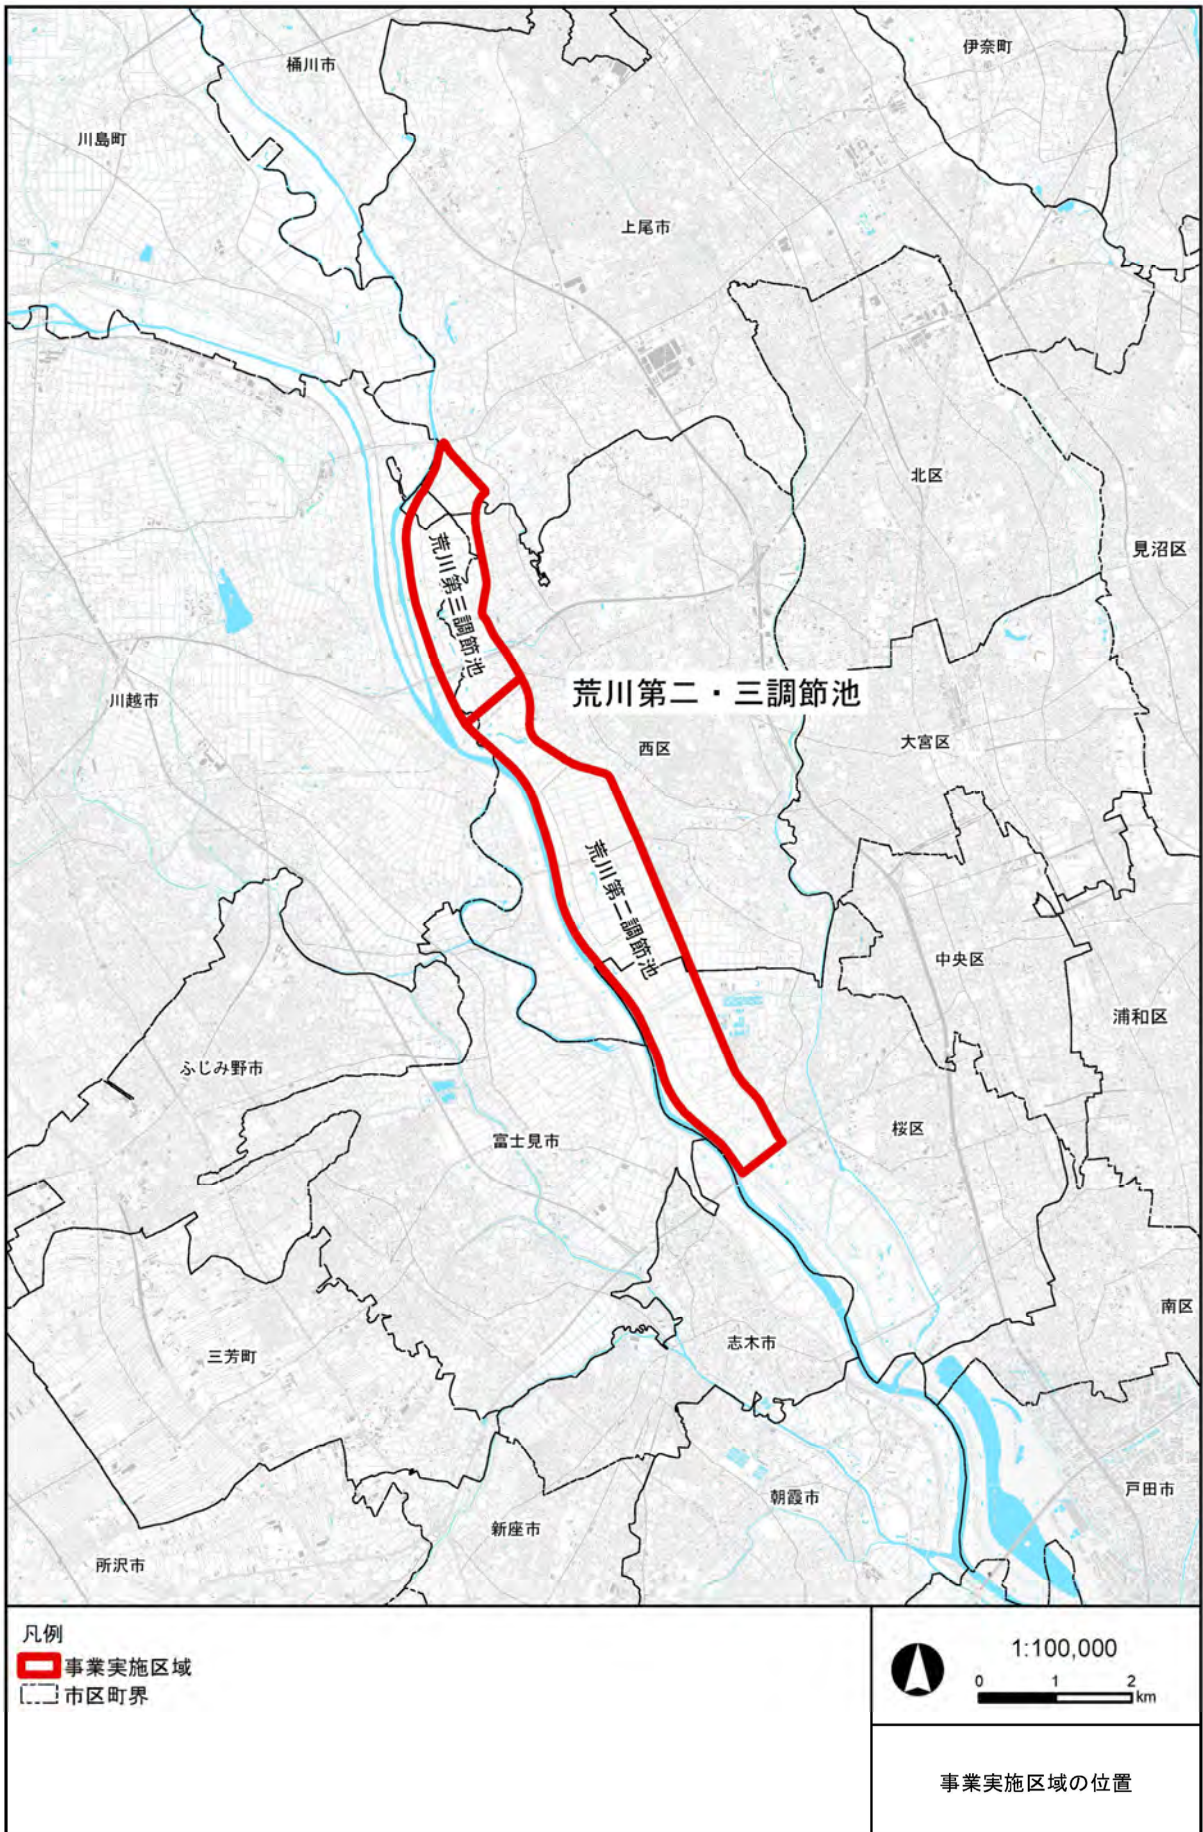 伊奈町
桶川市
川島町
上尾市
北区
見沼区
荒川第三調節池
川越市
荒川第二・三調節池
西区
大宮区
荒川第二調節池
中央区
浦和区
ふじみ野市
桜区
富士見市
南区
志木市
三芳町
戸田市
朝霞市
新座市
所沢市
凡例
事業実施区域
市区町界
1:100,000
0 1 2
km
事業実施区域の位置